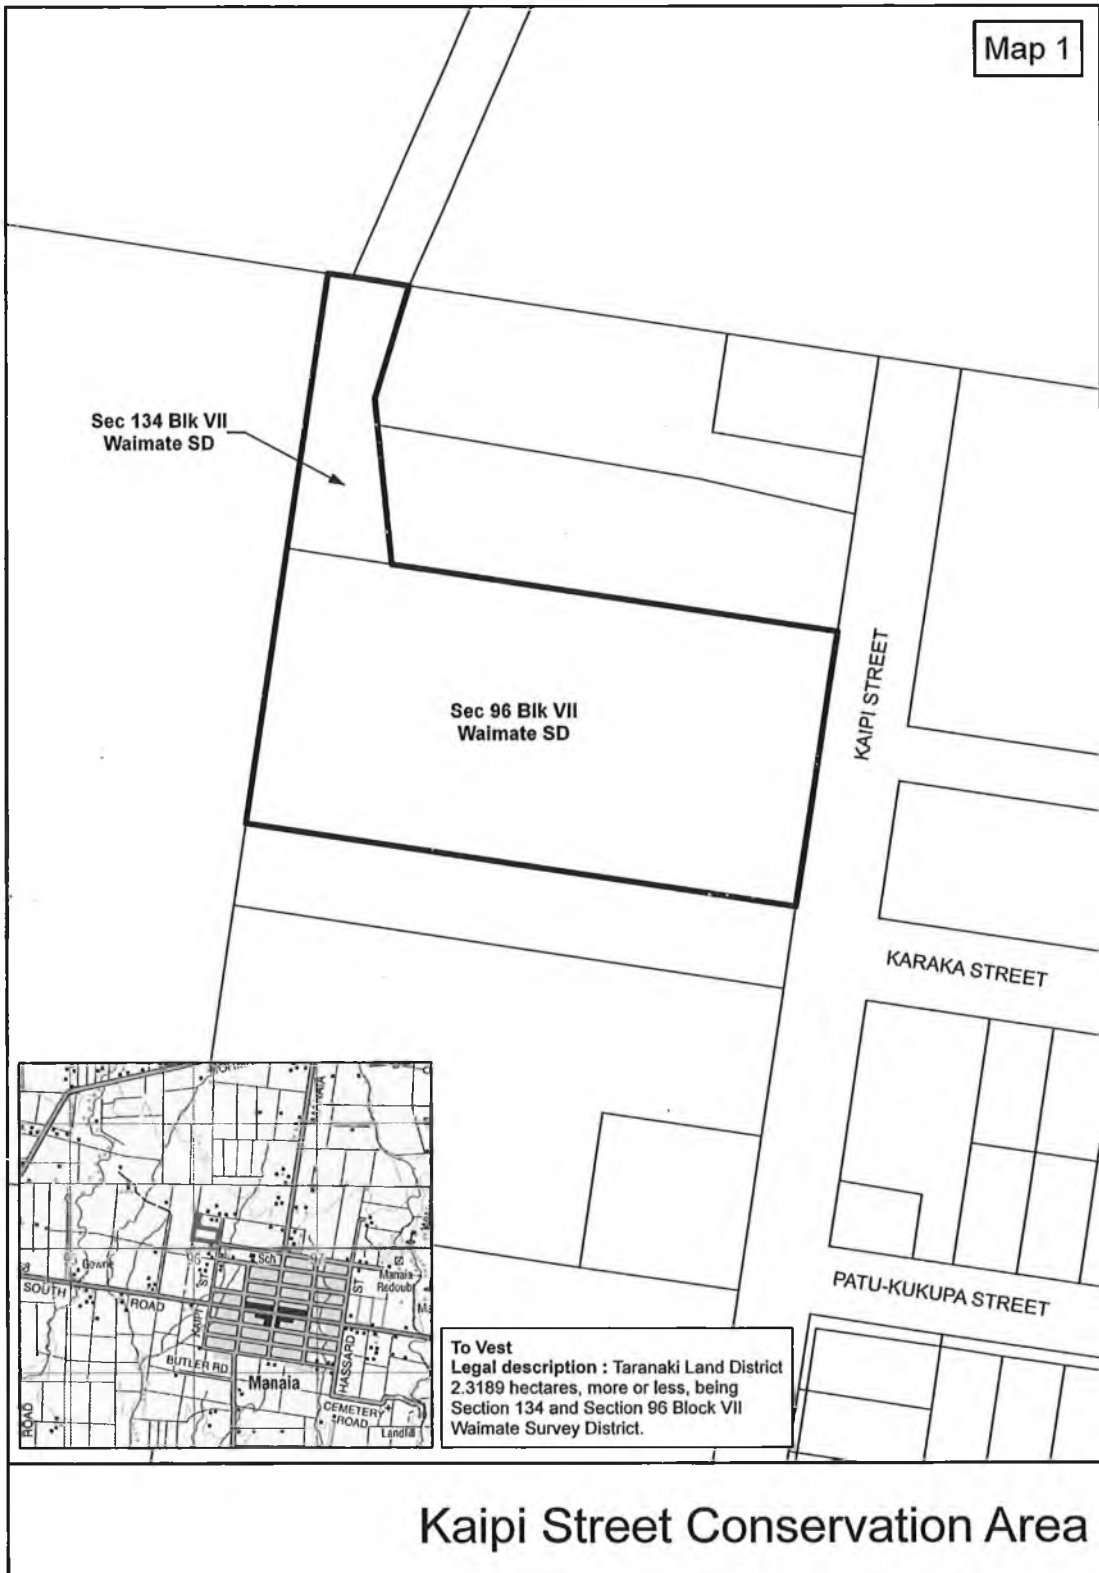 Map 1
Sec 134 Blk VII
Waimate SD
Sec 96 Blk VII
Waimate SD
KAIPI STREET
KARAKA STREET
PATU-KUKUPA STREET
Sch
Manaia
Redoubt
SOUTH
ROAD
KAIPI
ST
ST
HASSARD
BUTLER RD
Manaia
CEMETERY
ROAD
Landfill
ROAD
To Vest
Legal description : Taranaki Land District
2.3189 hectares, more or less, being
Section 134 and Section 96 Block VII
Waimate Survey District.
Kaipi Street Conservation Area